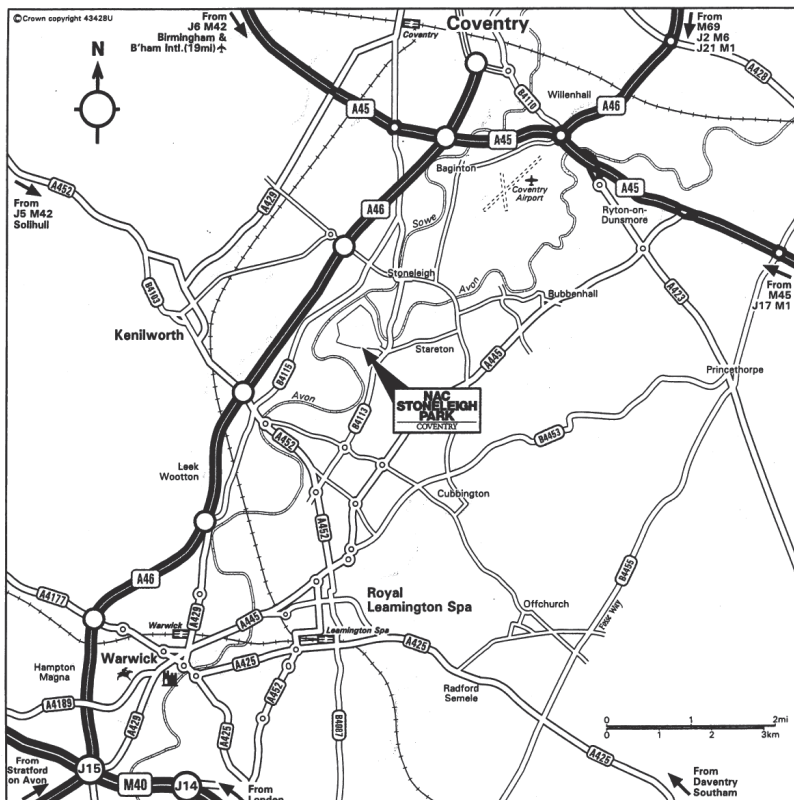 ©Crown copyright 43428U
From
J6 M42
Birmingham &
B'ham Intl.(19mi)
Coventry
Coventry
From
M69
J2 M6
J21 M1
A428
N
Willenhall
B4110
A46
A45
A45
Baginton
Coventry
Airport
A45
Ryton-on-
Dunsmore
A452
From
J5 M42
Solihull
A429
A46
Sowe
Stoneleigh
Avon
Bubbenhall
From
M45
J17 M1
A423
B4103
Kenilworth
Stareton
A445
Princethorpe
B4115
NAC
STONELEIGH
PARK
COVENTRY
Avon
B4113
A452
B4453
Leek
Wootton
Cubbington
A452
A46
A4177
A429
A445
Royal
Leamington Spa
Offchurch
B4455
Fosse Way
Warwick
Leamington Spa
Warwick
A425
A425
Hampton
Magna
Radford
Semele
A452
A4189
A429
A425
B4087
0 1 2mi
0 1 2 3km
A425
From
Stratford
on Avon
J15
M40
J14
From
London
From
Daventry
Southam